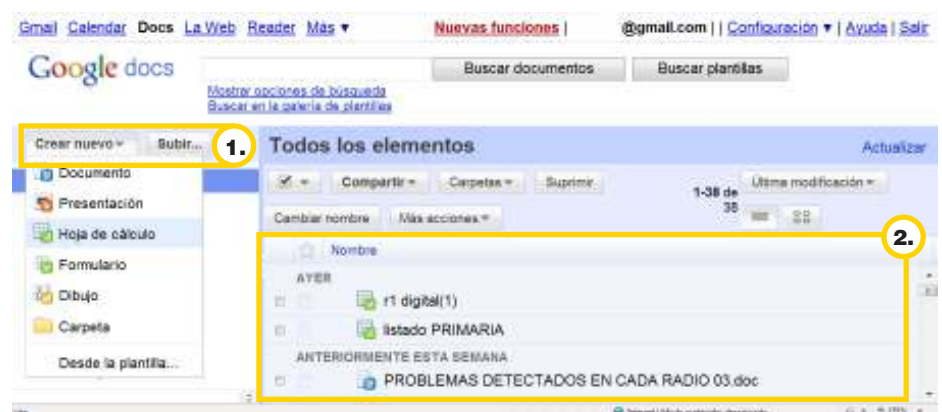 Gmail Calendar Docs La Web Reader Más ▼ Nuevas funciones | @gmail.com | | Configuración ▼ | Ayuda | Salir
Google docs Buscar documentos Buscar plantillas
Mostrar opciones de búsqueda
Buscar en la galería de plantillas
Crear nuevo Subir... 1. Todos los elementos Actualizar
Documento
Presentación
Hoja de cálculo
Formulario
Dibujo
Carpeta
Desde la plantilla...
Compartir Carpetas Suprimir 1-38 de 38 Última modificación
Cambiar nombre Más acciones
2.
Nombre
AYER
r1 digital(1)
listado PRIMARIA
ANTERIORMENTE ESTA SEMANA
PROBLEMAS DETECTADOS EN CADA RADIO 03.doc